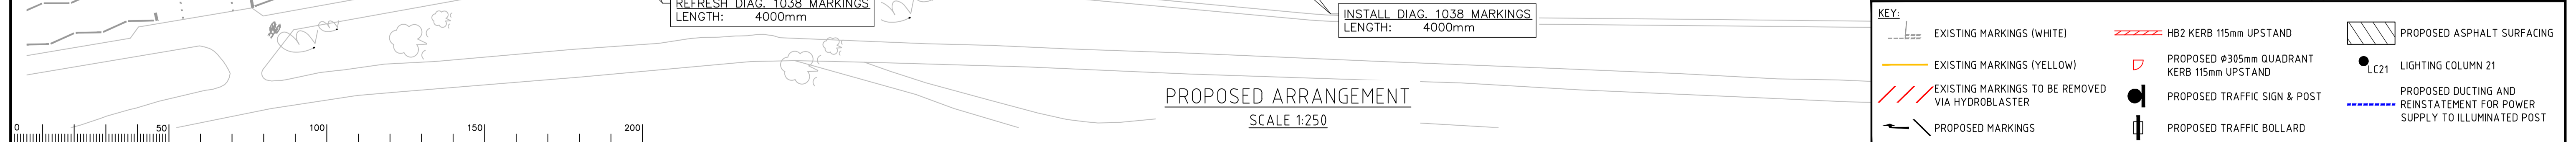 REFRESH DIAG. 1038 MARKINGS
LENGTH: 4000mm
INSTALL DIAG. 1038 MARKINGS
LENGTH: 4000mm
PROPOSED ARRANGEMENT
SCALE 1:250
0 50 100 150 200
KEY:
EXISTING MARKINGS (WHITE)
EXISTING MARKINGS (YELLOW)
EXISTING MARKINGS TO BE REMOVED
VIA HYDROBLASTER
PROPOSED MARKINGS
HB2 KERB 115mm UPSTAND
PROPOSED Ø305mm QUADRANT
KERB 115mm UPSTAND
PROPOSED TRAFFIC SIGN & POST
PROPOSED TRAFFIC BOLLARD
PROPOSED ASPHALT SURFACING
LC21 LIGHTING COLUMN 21
PROPOSED DUCTING AND
REINSTATEMENT FOR POWER
SUPPLY TO ILLUMINATED POST